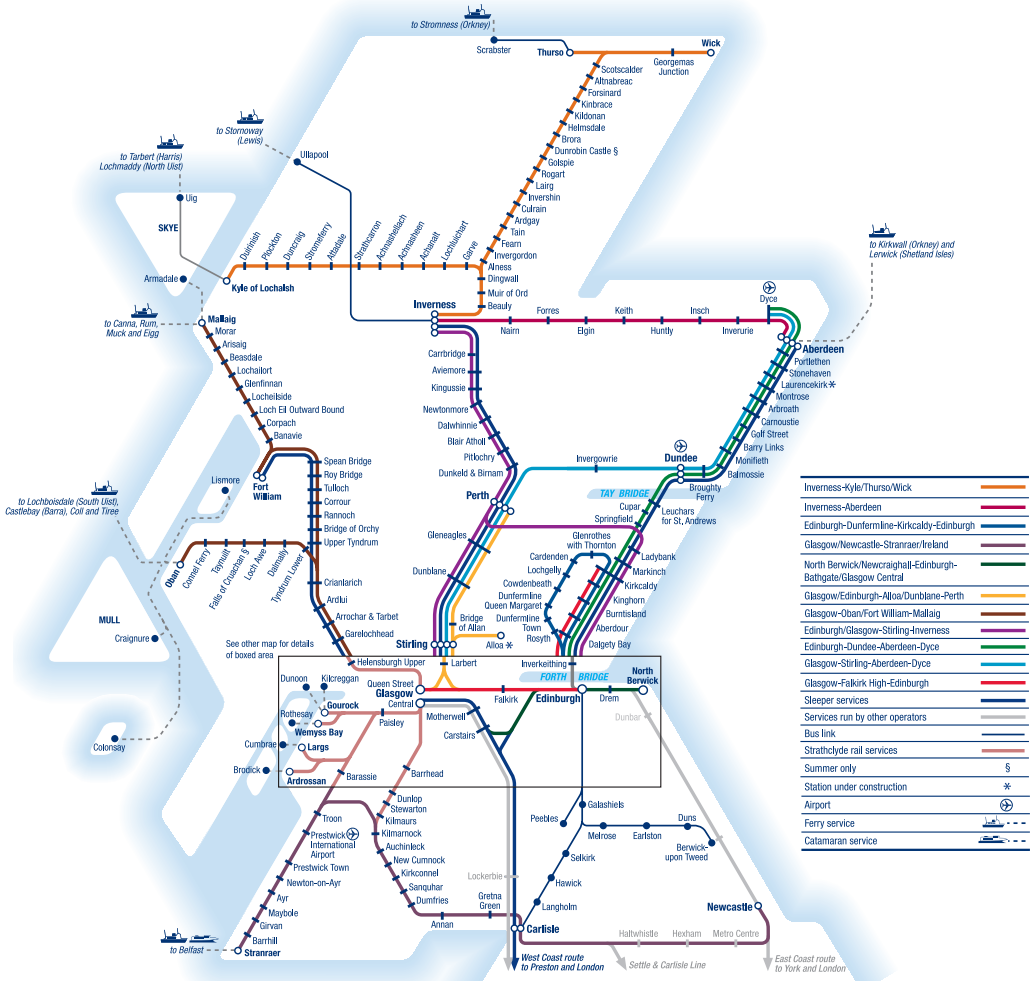 to Stromness (Orkney)
Scrabster
Thurso
Wick
Georgemas
Junction
Scotscalder
Altnabreac
Forsinard
Kinbrace
Kildonan
Helmsdale
Brora
Dunrobin Castle §
Golspie
Rogart
Lairg
Invershin
Culrain
Ardgay
Tain
Fearn
Invergordon
Alness
Dingwall
Muir of Ord
Beauly
to Stornoway
(Lewis)
Ullapool
to Tarbert (Harris)
Lochmaddy (North Uist)
Uig
SKYE
Armadale
Kyle of Lochalsh
Duirinish
Plockton
Duncraig
Stromeferry
Attadale
Strathcarron
Achnashellach
Achnasheen
Achanalt
Lochluichart
Garve
to Kirkwall (Orkney) and
Lerwick (Shetland Isles)
Inverness
Nairn
Forres
Elgin
Keith
Huntly
Insch
Inverurie
Dyce
Aberdeen
Portlethen
Stonehaven
Laurencekirk *
Montrose
Arbroath
Carnoustie
Golf Street
Barry Links
Monifieth
Balmossie
Broughty
Ferry
Dundee
Invergowrie
TAY BRIDGE
Leuchars
for St, Andrews
Cupar
Springfield
Ladybank
Markinch
Kirkcaldy
Kinghorn
Burntisland
Aberdour
Dalgety Bay
Glenrothes
with Thornton
Cardenden
Lochgelly
Cowdenbeath
Dunfermline
Queen Margaret
Dunfermline
Town
Rosyth
Inverkeithing
FORTH BRIDGE
Carrbridge
Aviemore
Kingussie
Newtonmore
Dalwhinnie
Blair Atholl
Pitlochry
Dunkeld & Birnam
Perth
Gleneagles
Dunblane
Bridge
of Allan
Alloa *
Stirling
Larbert
to Canna, Rum,
Muck and Eigg
Mallaig
Morar
Arisaig
Beasdale
Lochailort
Glenfinnan
Locheilside
Loch Eil Outward Bound
Corpach
Banavie
Fort
William
Spean Bridge
Roy Bridge
Tulloch
Corrour
Rannoch
Bridge of Orchy
Upper Tyndrum
Crianlarich
Ardlui
Arrochar & Tarbet
Garelochhead
Helensburgh Upper
Lismore
to Lochboisdale (South Uist),
Castlebay (Barra), Coll and Tiree
Oban
Connel Ferry
Taynuilt
Falls of Cruachan §
Loch Awe
Dalmally
Tyndrum Lower
MULL
Craignure
Colonsay
See other map for details
of boxed area
Queen Street
Glasgow
Central
Falkirk
Edinburgh
Drem
North
Berwick
Dunbar
Dunoon
Kilcreggan
Gourock
Rothesay
Wemyss Bay
Paisley
Cumbrae
Largs
Brodick
Ardrossan
Motherwell
Carstairs
Barassie
Barrhead
Dunlop
Stewarton
Kilmaurs
Kilmarnock
Auchinleck
New Cumnock
Kirkconnel
Sanquhar
Dumfries
Annan
Gretna
Green
Carlisle
Lockerbie
Troon
Prestwick
International
Airport
Prestwick Town
Newton-on-Ayr
Ayr
Maybole
Girvan
Barrhill
Stranraer
to Belfast
Galashiels
Peebles
Melrose
Earlston
Duns
Berwick-
upon Tweed
Selkirk
Hawick
Langholm
Newcastle
Haltwhistle
Hexham
Metro Centre
West Coast route
to Preston and London
Settle & Carlisle Line
East Coast route
to York and London
Inverness-Kyle/Thurso/Wick
Inverness-Aberdeen
Edinburgh-Dunfermline-Kirkcaldy-Edinburgh
Glasgow/Newcastle-Stranraer/Ireland
North Berwick/Newcraighall-Edinburgh-
Bathgate/Glasgow Central
Glasgow/Edinburgh-Alloa/Dunblane-Perth
Glasgow-Oban/Fort William-Mallaig
Edinburgh/Glasgow-Stirling-Inverness
Edinburgh-Dundee-Aberdeen-Dyce
Glasgow-Stirling-Aberdeen-Dyce
Glasgow-Falkirk High-Edinburgh
Sleeper services
Services run by other operators
Bus link
Strathclyde rail services
Summer only §
Station under construction *
Airport
Ferry service
Catamaran service